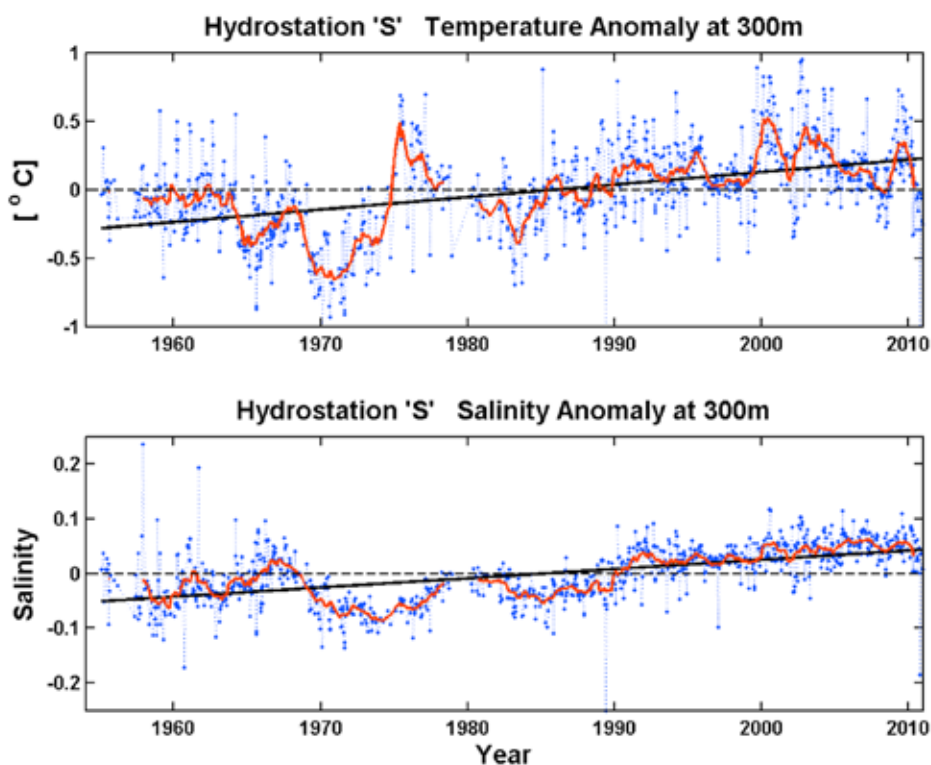 Hydrostation 'S' Temperature Anomaly at 300m
1
0.5
0
-0.5
-1
[ ° C]
1960 1970 1980 1990 2000 2010
Hydrostation 'S' Salinity Anomaly at 300m
0.2
0.1
0
-0.1
-0.2
Salinity
1960 1970 1980 1990 2000 2010
Year